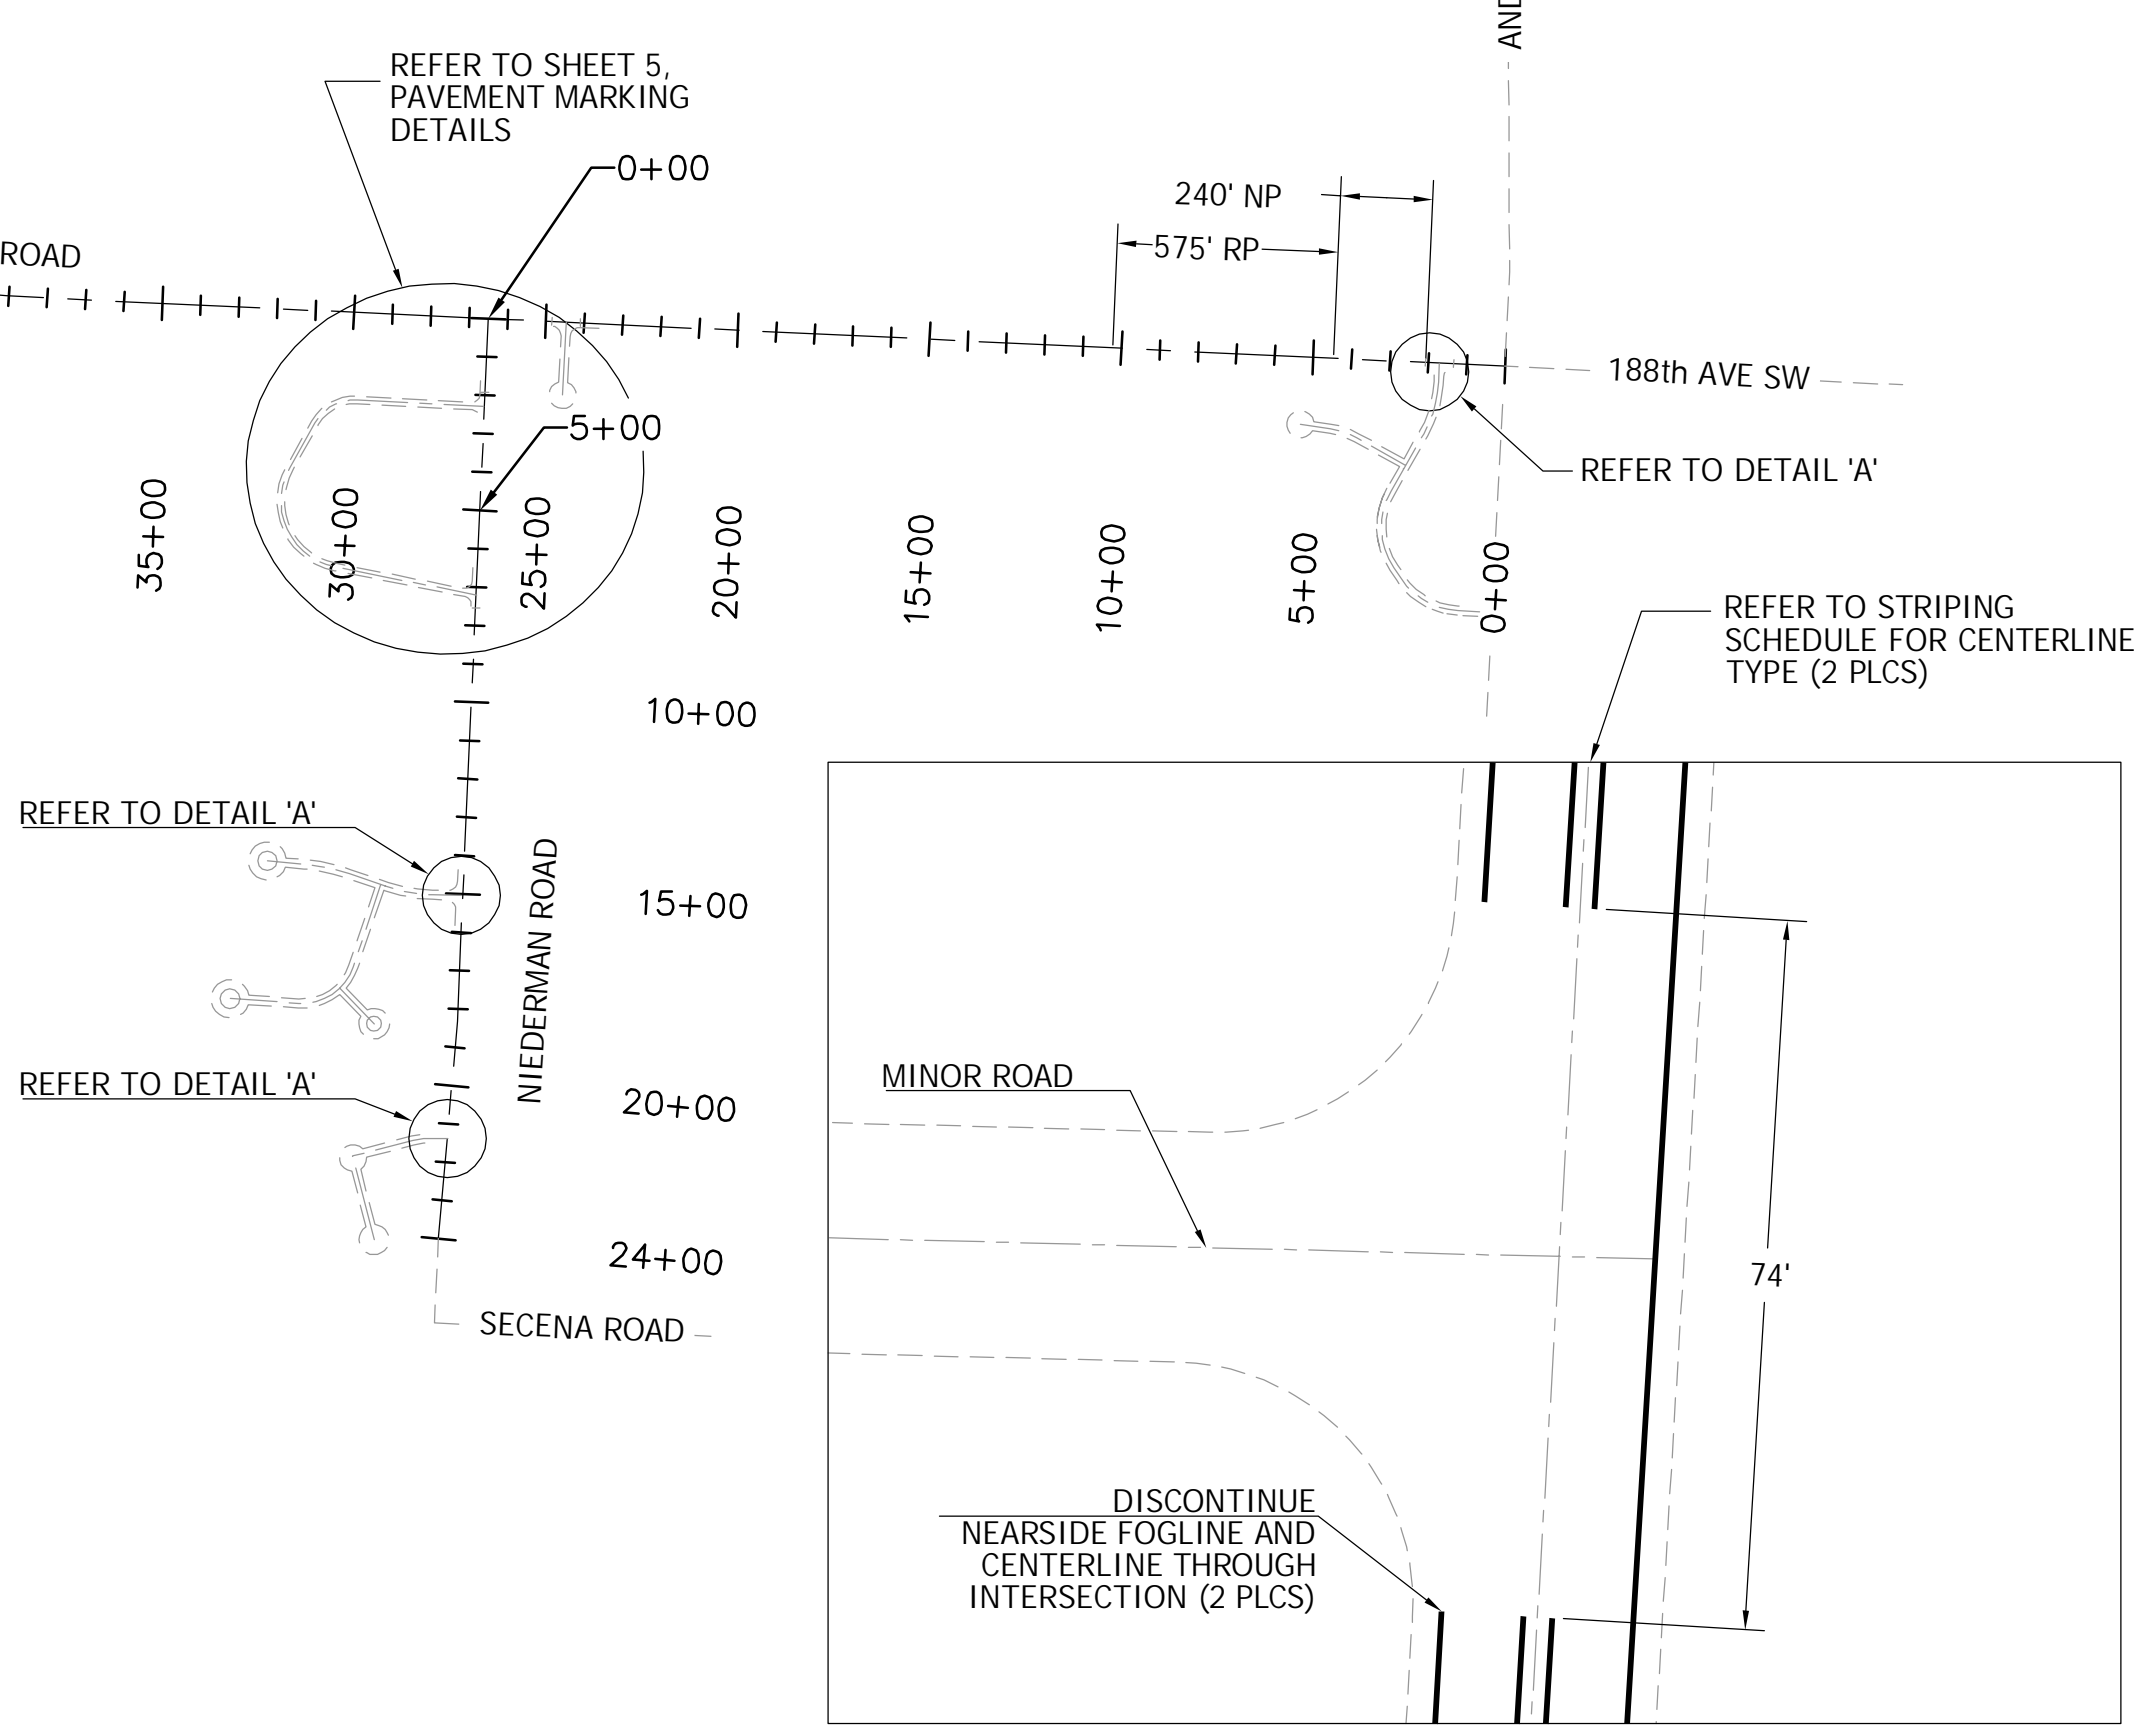 AND
REFER TO SHEET 5,
PAVEMENT MARKING
DETAILS
0+00
240' NP
575' RP
ROAD
188th AVE SW
5+00
REFER TO DETAIL 'A'
35+00
30+00
25+00
20+00
15+00
10+00
5+00
0+00
REFER TO STRIPING
SCHEDULE FOR CENTERLINE
TYPE (2 PLCS)
10+00
REFER TO DETAIL 'A'
15+00
NIEDERMAN ROAD
REFER TO DETAIL 'A'
20+00
24+00
SECENA ROAD
MINOR ROAD
74'
DISCONTINUE
NEARSIDE FOGLINE AND
CENTERLINE THROUGH
INTERSECTION (2 PLCS)